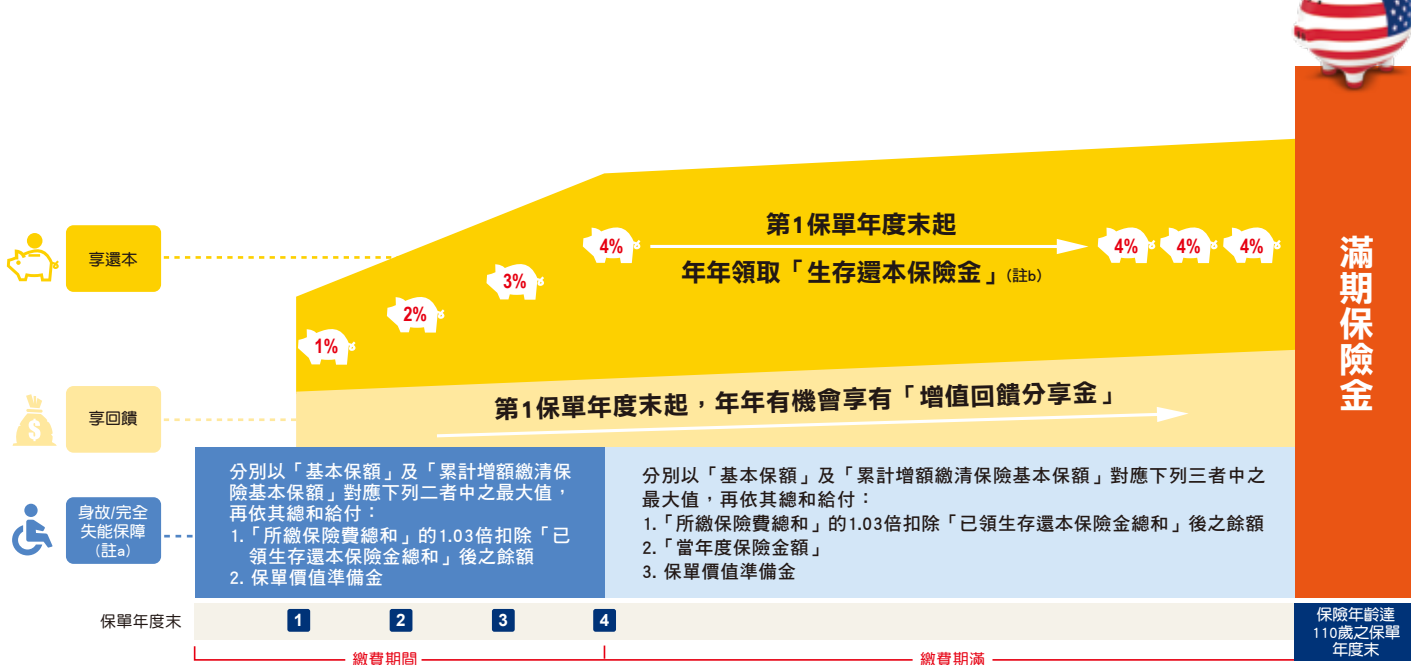 滿期保險金
享還本
1%
2%
3%
4%
第1保單年度末起
年年領取「生存還本保險金」(註b)
4%
4%
4%
享回饋
$
第1保單年度末起，年年有機會享有「增值回饋分享金」
身故/完全
失能保障
(註a)
分別以「基本保額」及「累計增額繳清保
險基本保額」對應下列二者中之最大值，
再依其總和給付：
1.「所繳保險費總和」的1.03倍扣除「已
領生存還本保險金總和」後之餘額
2. 保單價值準備金
分別以「基本保額」及「累計增額繳清保險基本保額」對應下列三者中之
最大值，再依其總和給付：
1.「所繳保險費總和」的1.03倍扣除「已領生存還本保險金總和」後之餘額
2.「當年度保險金額」
3. 保單價值準備金
保單年度末
1
2
3
4
保險年齡達
110歲之保單
年度末
繳費期間
繳費期滿